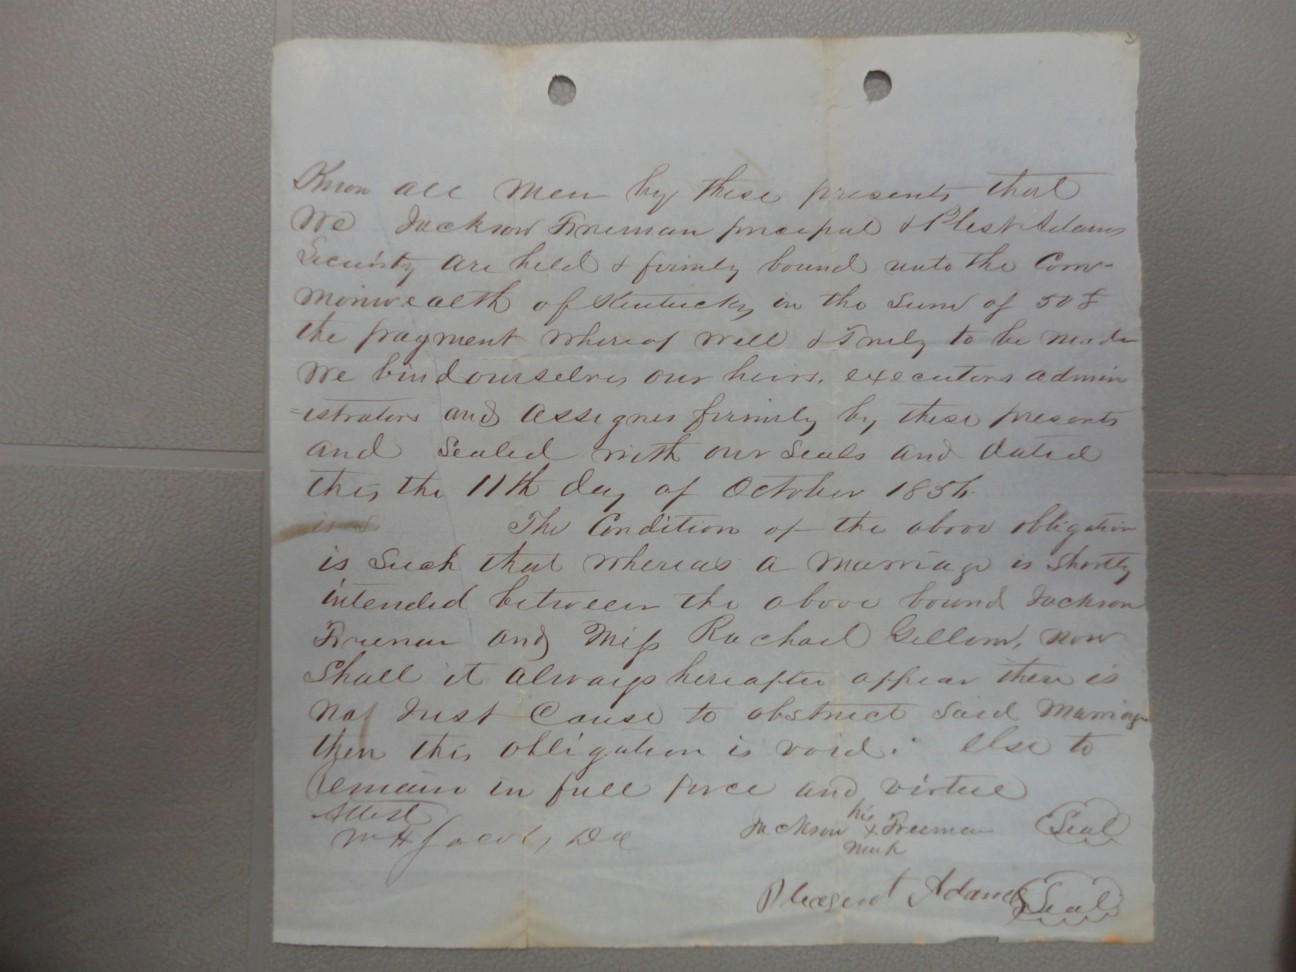 Know all men by these presents that
We Jackson Freeman principal & Plest Adams
Security are held & firmly bound unto the Com-
monwealth of Kentucky in the Sum of 50 £
the payment whereof well & truly to be made
We bind ourselves our heirs, executors admin
=istrators and assignes firmly by these presents
and Sealed with our Seals and dated
this the 11th day of October 1856.
The Condition of the above obligation
is Such that whereas a Marriage is Shortly
intended between the above bound Jackson
Freeman and Miss Rachael Gellom, now
Shall it always hereafter appear there is
no Just Cause to obstruct said Marriage
then this obligation is void : else to
remain in full force and virtue
Attest
W H Jacobs DC
Jackson his x mark Freeman (Seal)
Pleasent Adams (Seal)